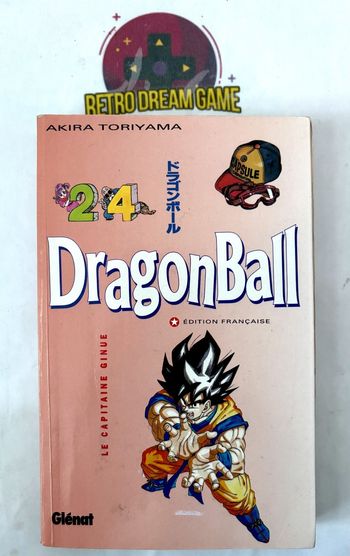 RETRO DREAM GAME
AKIRA TORIYAMA
24
ドラゴンボール
CAPSULE
DragonBall
ÉDITION FRANÇAISE
LE CAPITAINE GINUE
Glénat